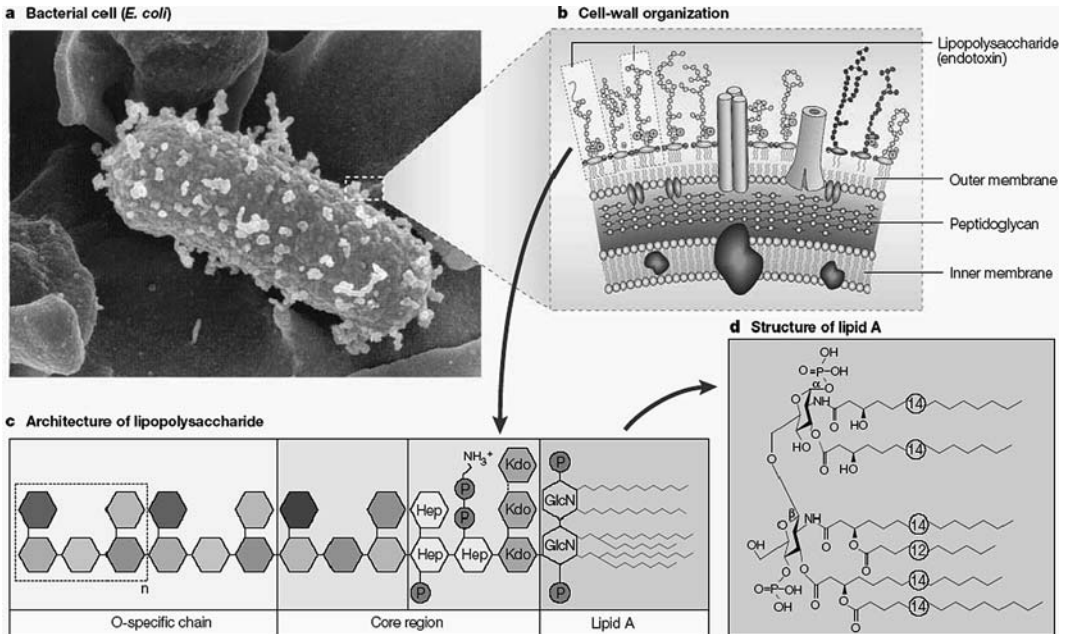 a Bacterial cell (E. coli)
b Cell-wall organization
Lipopolysaccharide
(endotoxin)
Outer membrane
Peptidoglycan
Inner membrane
c Architecture of lipopolysaccharide
NH₃⁺
P
P
Kdo
Kdo
Kdo
Hep
Hep
Hep
P
P
GlcN
GlcN
P
n
O-specific chain
Core region
Lipid A
d Structure of lipid A
OH
O=P-OH
O
α
O
NH
14
HO
O
HO
O
14
HO
O
O
O
HO
β
O
NH
14
HO
O
O
12
O
O
O
14
O=P-OH
OH
O
O
14
O